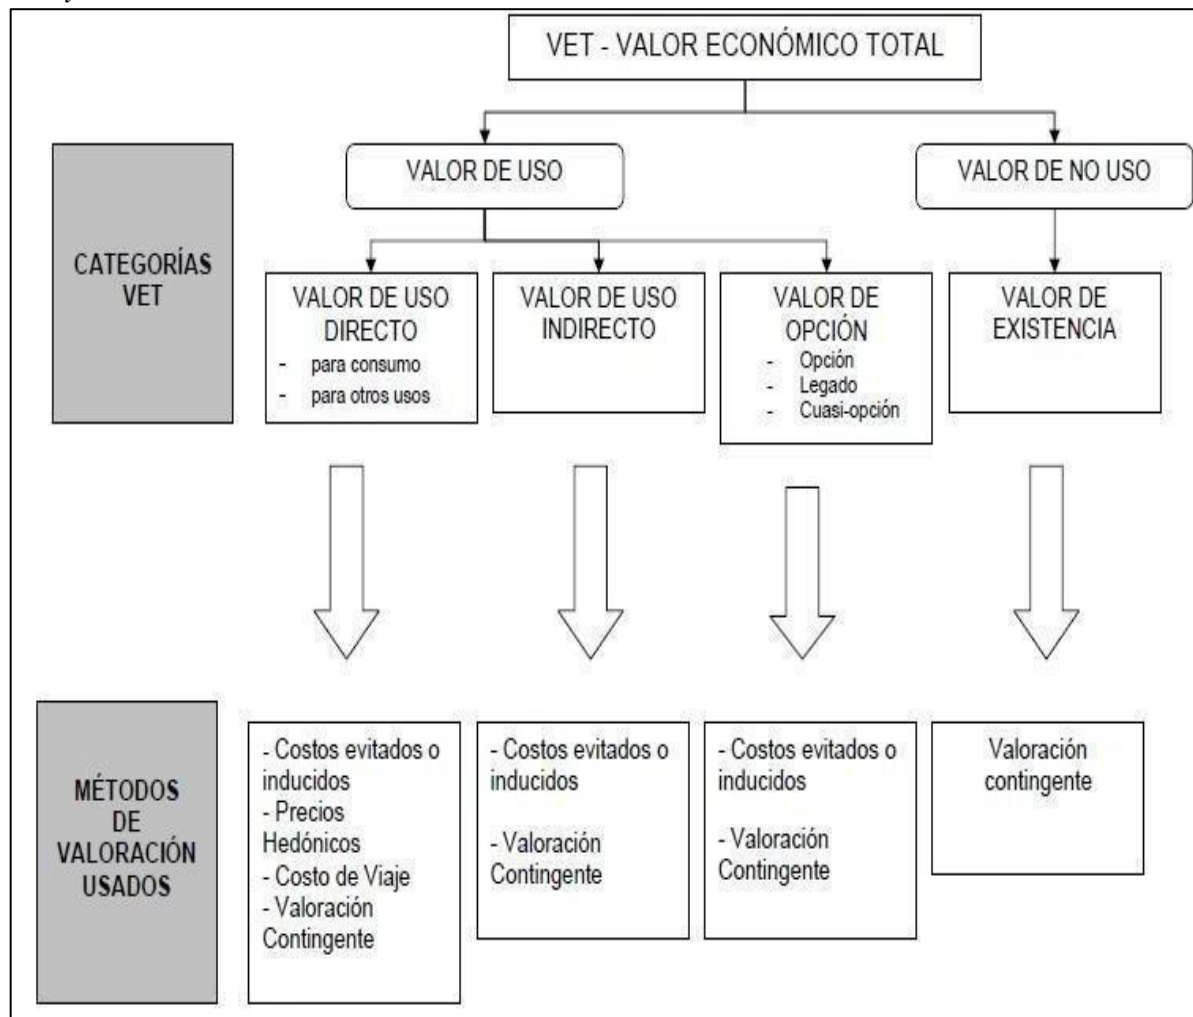 VET - VALOR ECONÓMICO TOTAL
VALOR DE USO
VALOR DE NO USO
CATEGORÍAS
VET
VALOR DE USO
DIRECTO
- para consumo
- para otros usos
VALOR DE USO
INDIRECTO
VALOR DE
OPCIÓN
- Opción
- Legado
- Cuasi-opción
VALOR DE
EXISTENCIA
MÉTODOS
DE
VALORACIÓN
USADOS
- Costos evitados o
inducidos
- Precios
Hedónicos
- Costo de Viaje
- Valoración
Contingente
- Costos evitados o
inducidos
- Valoración
Contingente
- Costos evitados o
inducidos
- Valoración
Contingente
Valoración
contingente